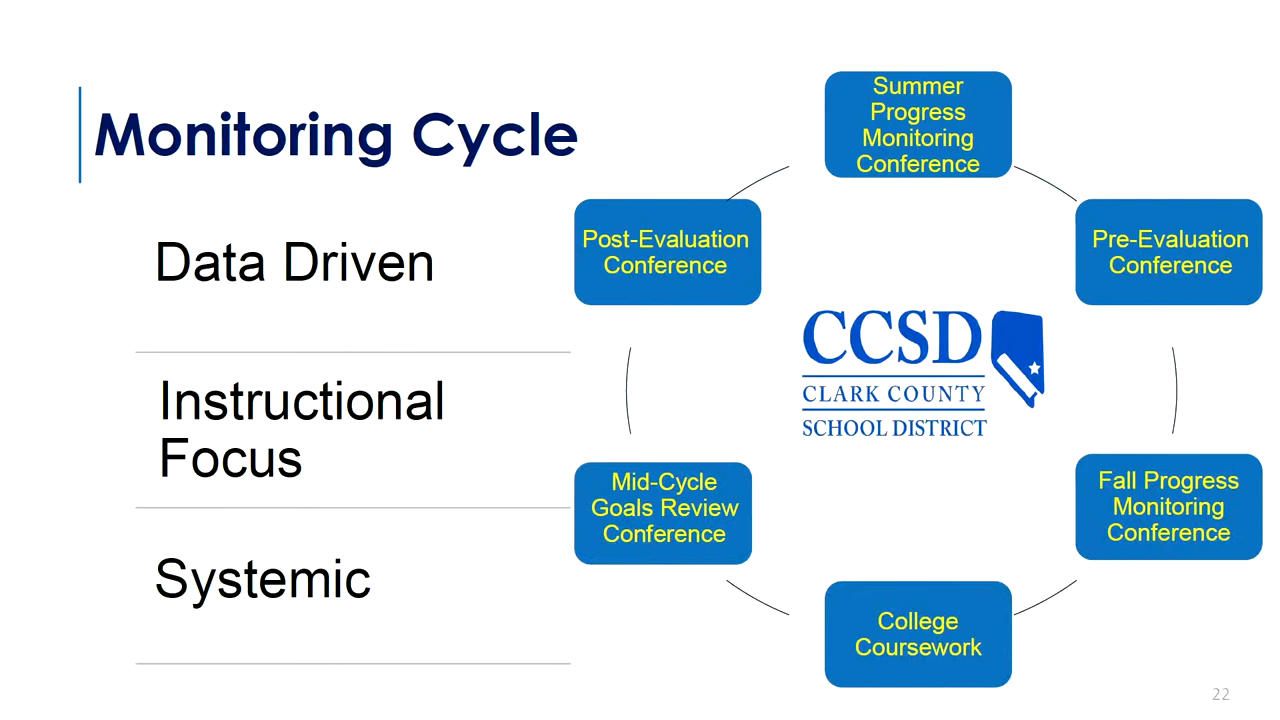 Monitoring Cycle
Data Driven
Instructional
Focus
Systemic
Summer
Progress
Monitoring
Conference
Pre-Evaluation
Conference
Fall Progress
Monitoring
Conference
College
Coursework
Mid-Cycle
Goals Review
Conference
Post-Evaluation
Conference
CCSD
CLARK COUNTY
SCHOOL DISTRICT
22